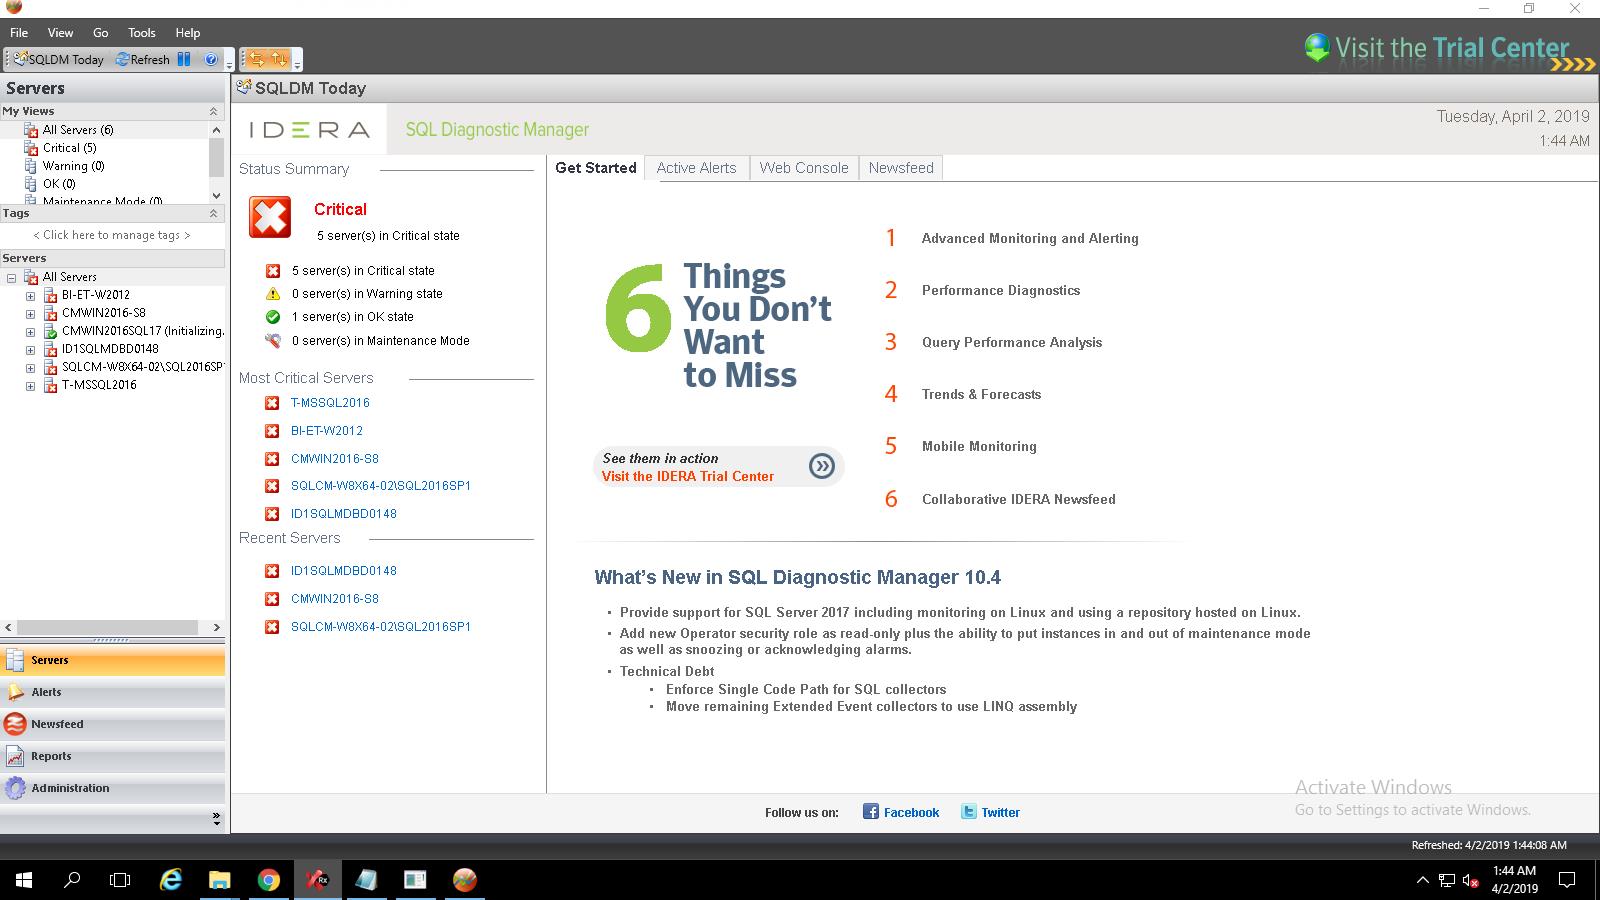 File View Go Tools Help
SQLDM Today Refresh
Visit the Trial Center
Servers
My Views
All Servers (6)
Critical (5)
Warning (0)
OK (0)
Maintenance Mode (0)
Tags
< Click here to manage tags >
Servers
All Servers
BI-ET-W2012
CMWIN2016-S8
CMWIN2016SQL17 (Initializing.
ID1SQLMDBD0148
SQLCM-W8X64-02\SQL2016SP
T-MSSQL2016
Servers
Alerts
Newsfeed
Reports
Administration
SQLDM Today
IDERA SQL Diagnostic Manager
Tuesday, April 2, 2019
1:44 AM
Status Summary
Critical
5 server(s) in Critical state
5 server(s) in Critical state
0 server(s) in Warning state
1 server(s) in OK state
0 server(s) in Maintenance Mode
Most Critical Servers
T-MSSQL2016
BI-ET-W2012
CMWIN2016-S8
SQLCM-W8X64-02\SQL2016SP1
ID1SQLMDBD0148
Recent Servers
ID1SQLMDBD0148
CMWIN2016-S8
SQLCM-W8X64-02\SQL2016SP1
Get Started Active Alerts Web Console Newsfeed
6 Things
You Don't
Want
to Miss
See them in action
Visit the IDERA Trial Center
1 Advanced Monitoring and Alerting
2 Performance Diagnostics
3 Query Performance Analysis
4 Trends & Forecasts
5 Mobile Monitoring
6 Collaborative IDERA Newsfeed
What's New in SQL Diagnostic Manager 10.4
• Provide support for SQL Server 2017 including monitoring on Linux and using a repository hosted on Linux.
• Add new Operator security role as read-only plus the ability to put instances in and out of maintenance mode
as well as snoozing or acknowledging alarms.
• Technical Debt
• Enforce Single Code Path for SQL collectors
• Move remaining Extended Event collectors to use LINQ assembly
Activate Windows
Go to Settings to activate Windows.
Follow us on: Facebook Twitter
Refreshed: 4/2/2019 1:44:08 AM
1:44 AM
4/2/2019